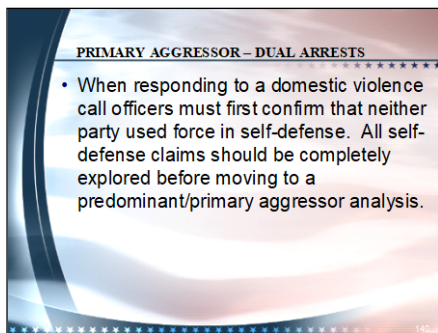 PRIMARY AGGRESSOR – DUAL ARRESTS
• When responding to a domestic violence
call officers must first confirm that neither
party used force in self-defense. All self-
defense claims should be completely
explored before moving to a
predominant/primary aggressor analysis.